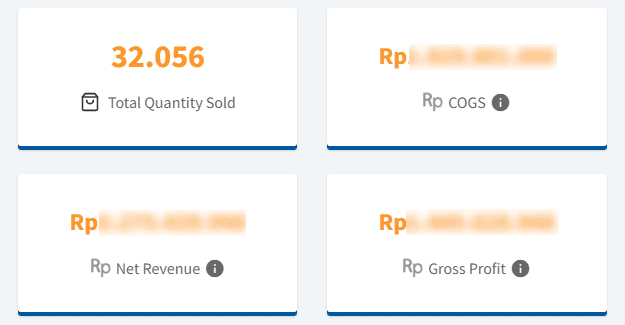 32.056
Total Quantity Sold
Rp
Rp COGS
Rp
Rp Net Revenue
Rp
Rp Gross Profit